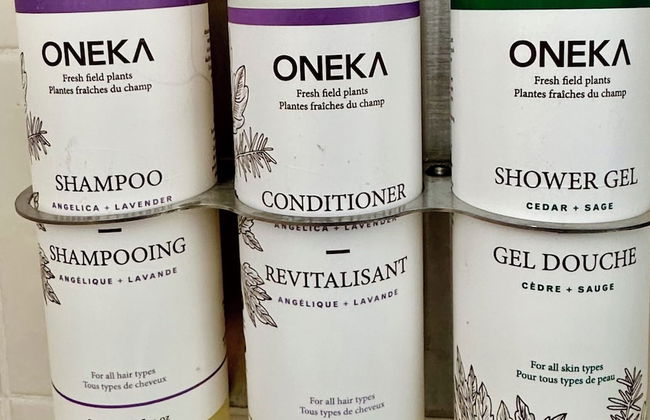 ONEKA
Fresh field plants
Plantes fraîches du champ
SHAMPOO
ANGELICA + LAVENDER
SHAMPOOING
ANGÉLIQUE + LAVANDE
For all hair types
Tous types de cheveux
oz
ONEKA
Fresh field plants
Plantes fraîches du champ
CONDITIONER
ANGELICA + LAVENDER
REVITALISANT
ANGÉLIQUE + LAVANDE
For all hair types
Tous types de cheveux
ONEKA
Fresh field plants
Plantes fraîches du champ
SHOWER GEL
CEDAR + SAGE
GEL DOUCHE
CÈDRE + SAUGE
For all skin types
Pour tous types de peau